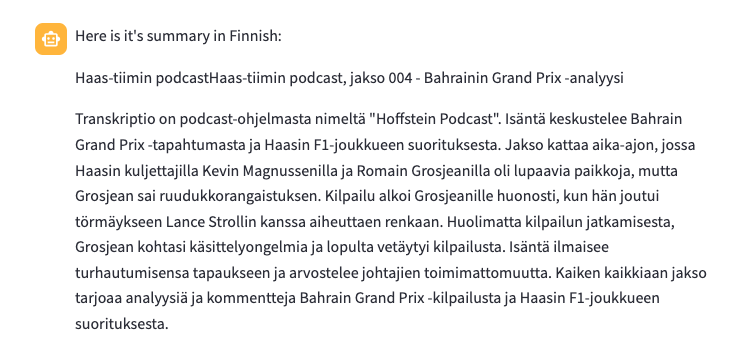 Here is it's summary in Finnish:
Haas-tiimin podcastHaas-tiimin podcast, jakso 004 - Bahrainin Grand Prix -analyysi
Transkriptio on podcast-ohjelmasta nimeltä "Hoffstein Podcast". Isäntä keskustelee Bahrain
Grand Prix -tapahtumasta ja Haasin F1-joukkueen suorituksesta. Jakso kattaa aika-ajon, jossa
Haasin kuljettajilla Kevin Magnussenilla ja Romain Grosjeanilla oli lupaavia paikkoja, mutta
Grosjean sai ruudukkorangaistuksen. Kilpailu alkoi Grosjeanille huonosti, kun hän joutui
törmäykseen Lance Strollin kanssa aiheuttaen renkaan. Huolimatta kilpailun jatkamisesta,
Grosjean kohtasi käsittelyongelmia ja lopulta vetäytyi kilpailusta. Isäntä ilmaisee
turhautumisensa tapaukseen ja arvostelee johtajien toimimattomuutta. Kaiken kaikkiaan jakso
tarjoaa analyysiä ja kommentteja Bahrain Grand Prix -kilpailusta ja Haasin F1-joukkueen
suorituksesta.